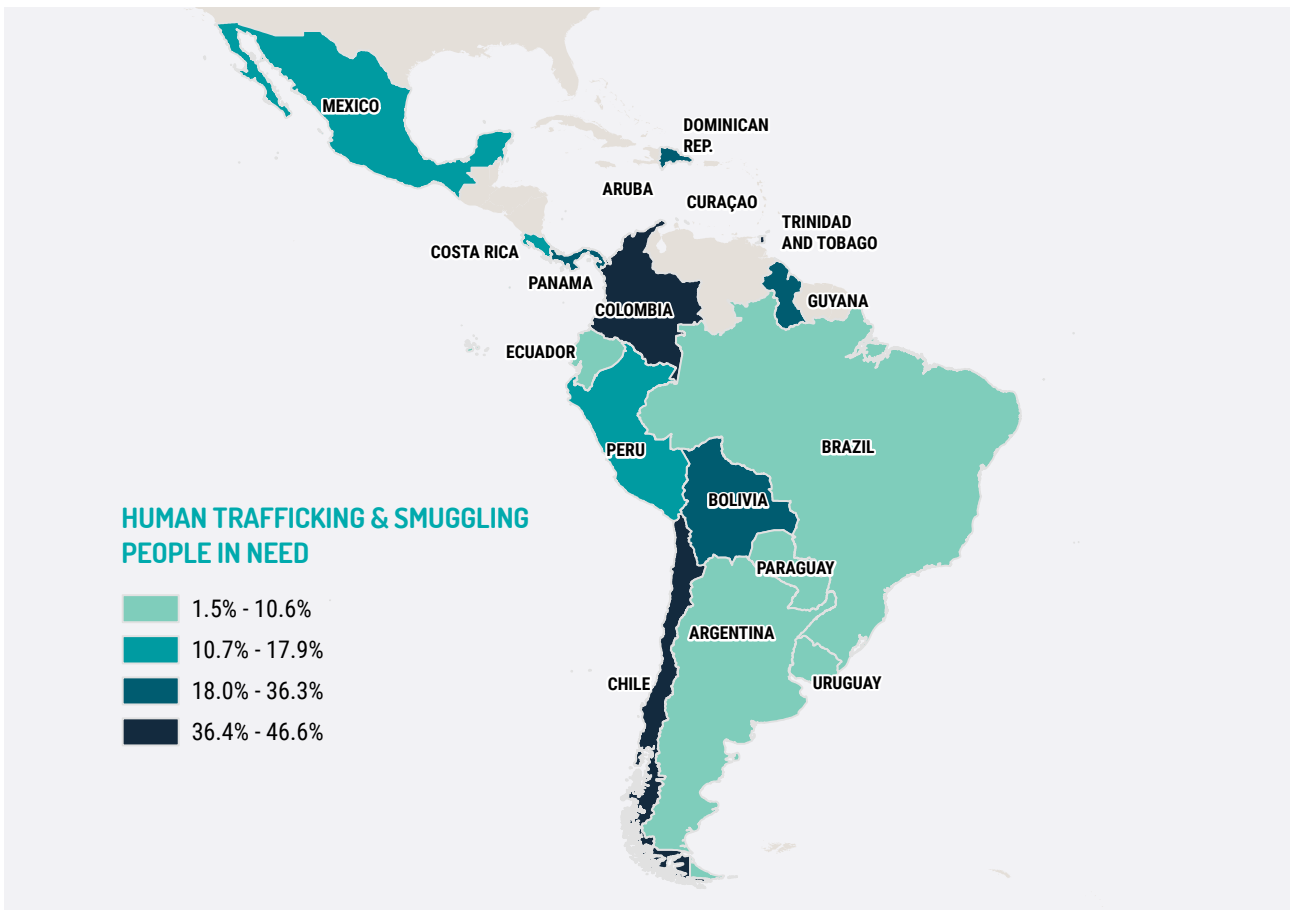 MEXICO
DOMINICAN
REP.
ARUBA
CURAÇAO
TRINIDAD
AND TOBAGO
COSTA RICA
PANAMA
COLOMBIA
GUYANA
ECUADOR
PERU
BRAZIL
BOLIVIA
HUMAN TRAFFICKING & SMUGGLING
PEOPLE IN NEED
1.5% - 10.6%
10.7% - 17.9%
18.0% - 36.3%
36.4% - 46.6%
PARAGUAY
ARGENTINA
CHILE
URUGUAY